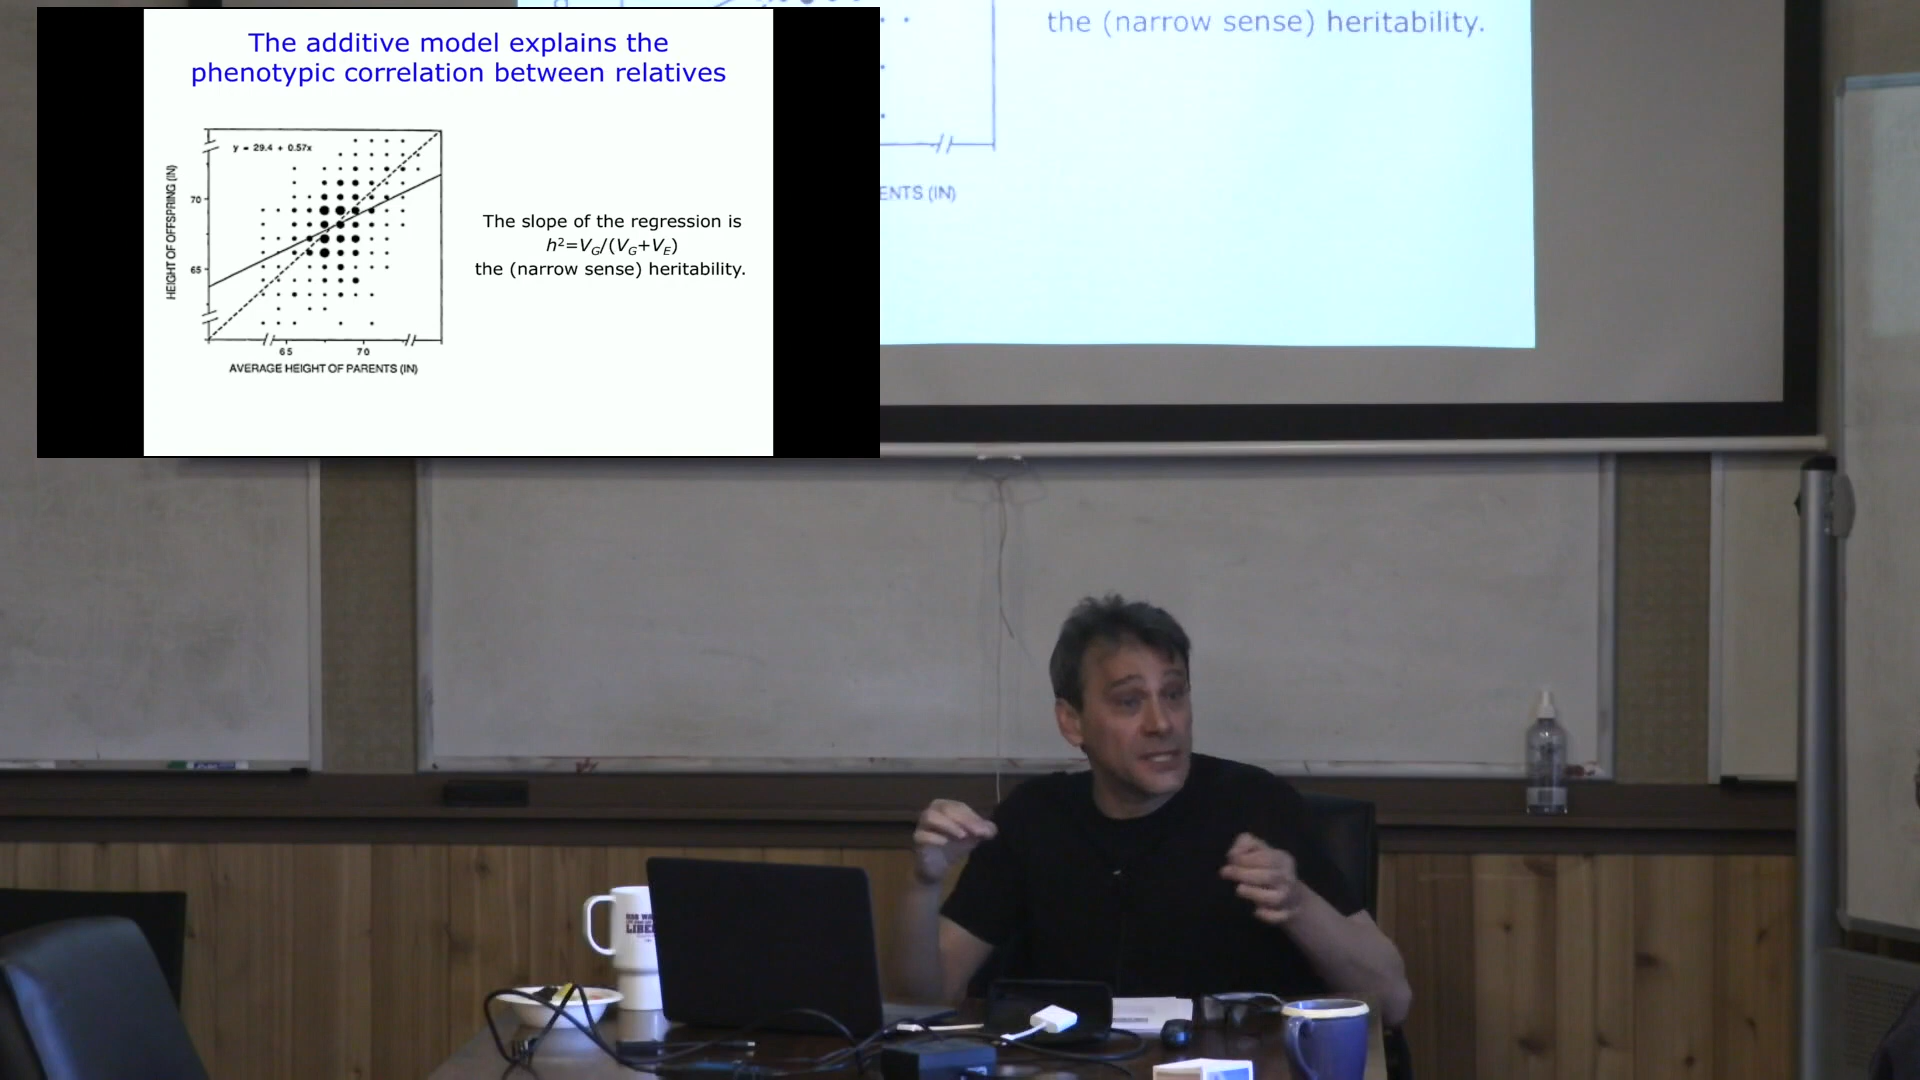 The additive model explains the
phenotypic correlation between relatives
y = 29.4 + 0.57x
HEIGHT OF OFFSPRING (IN)
70
65
65 70
AVERAGE HEIGHT OF PARENTS (IN)
The slope of the regression is
h²=V_G/(V_G+V_E)
the (narrow sense) heritability.
the (narrow sense) heritability.
ENTS (IN)